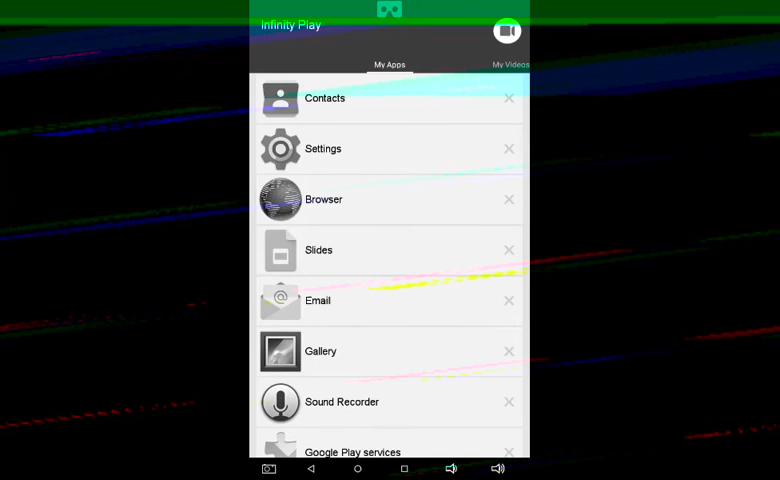 Infinity Play
My Apps
My Videos
Contacts
Settings
Browser
Slides
@
Email
Gallery
Sound Recorder
Google Play services